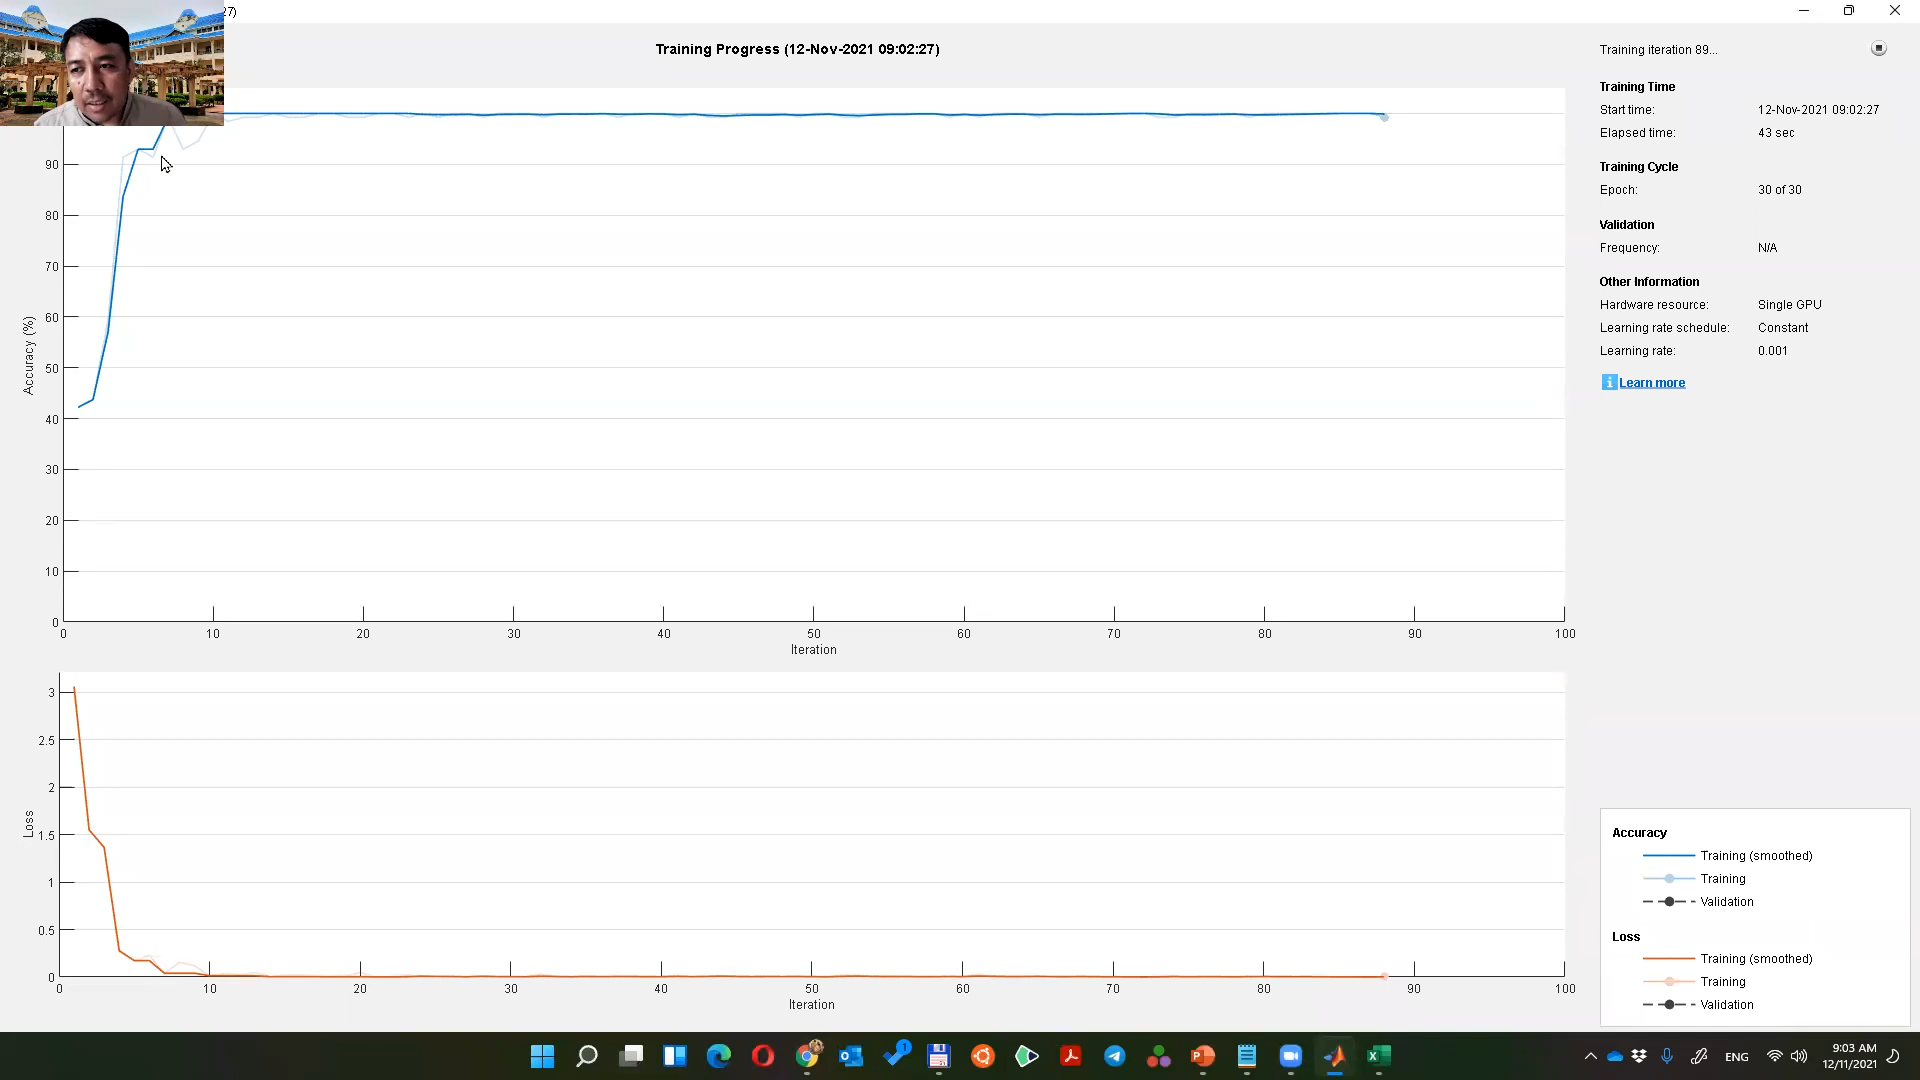 27)
Training Progress (12-Nov-2021 09:02:27)
Training iteration 89...
Training Time
Start time: 12-Nov-2021 09:02:27
Elapsed time: 43 sec
Training Cycle
Epoch: 30 of 30
Validation
Frequency: N/A
Other Information
Hardware resource: Single GPU
Learning rate schedule: Constant
Learning rate: 0.001
i Learn more
Accuracy (%)
90
80
70
60
50
40
30
20
10
0
0 10 20 30 40 50 60 70 80 90 100
Iteration
Loss
3
2.5
2
1.5
1
0.5
0
0 10 20 30 40 50 60 70 80 90 100
Iteration
Accuracy
Training (smoothed)
Training
Validation
Loss
Training (smoothed)
Training
Validation
1
ENG
9:03 AM
12/11/2021